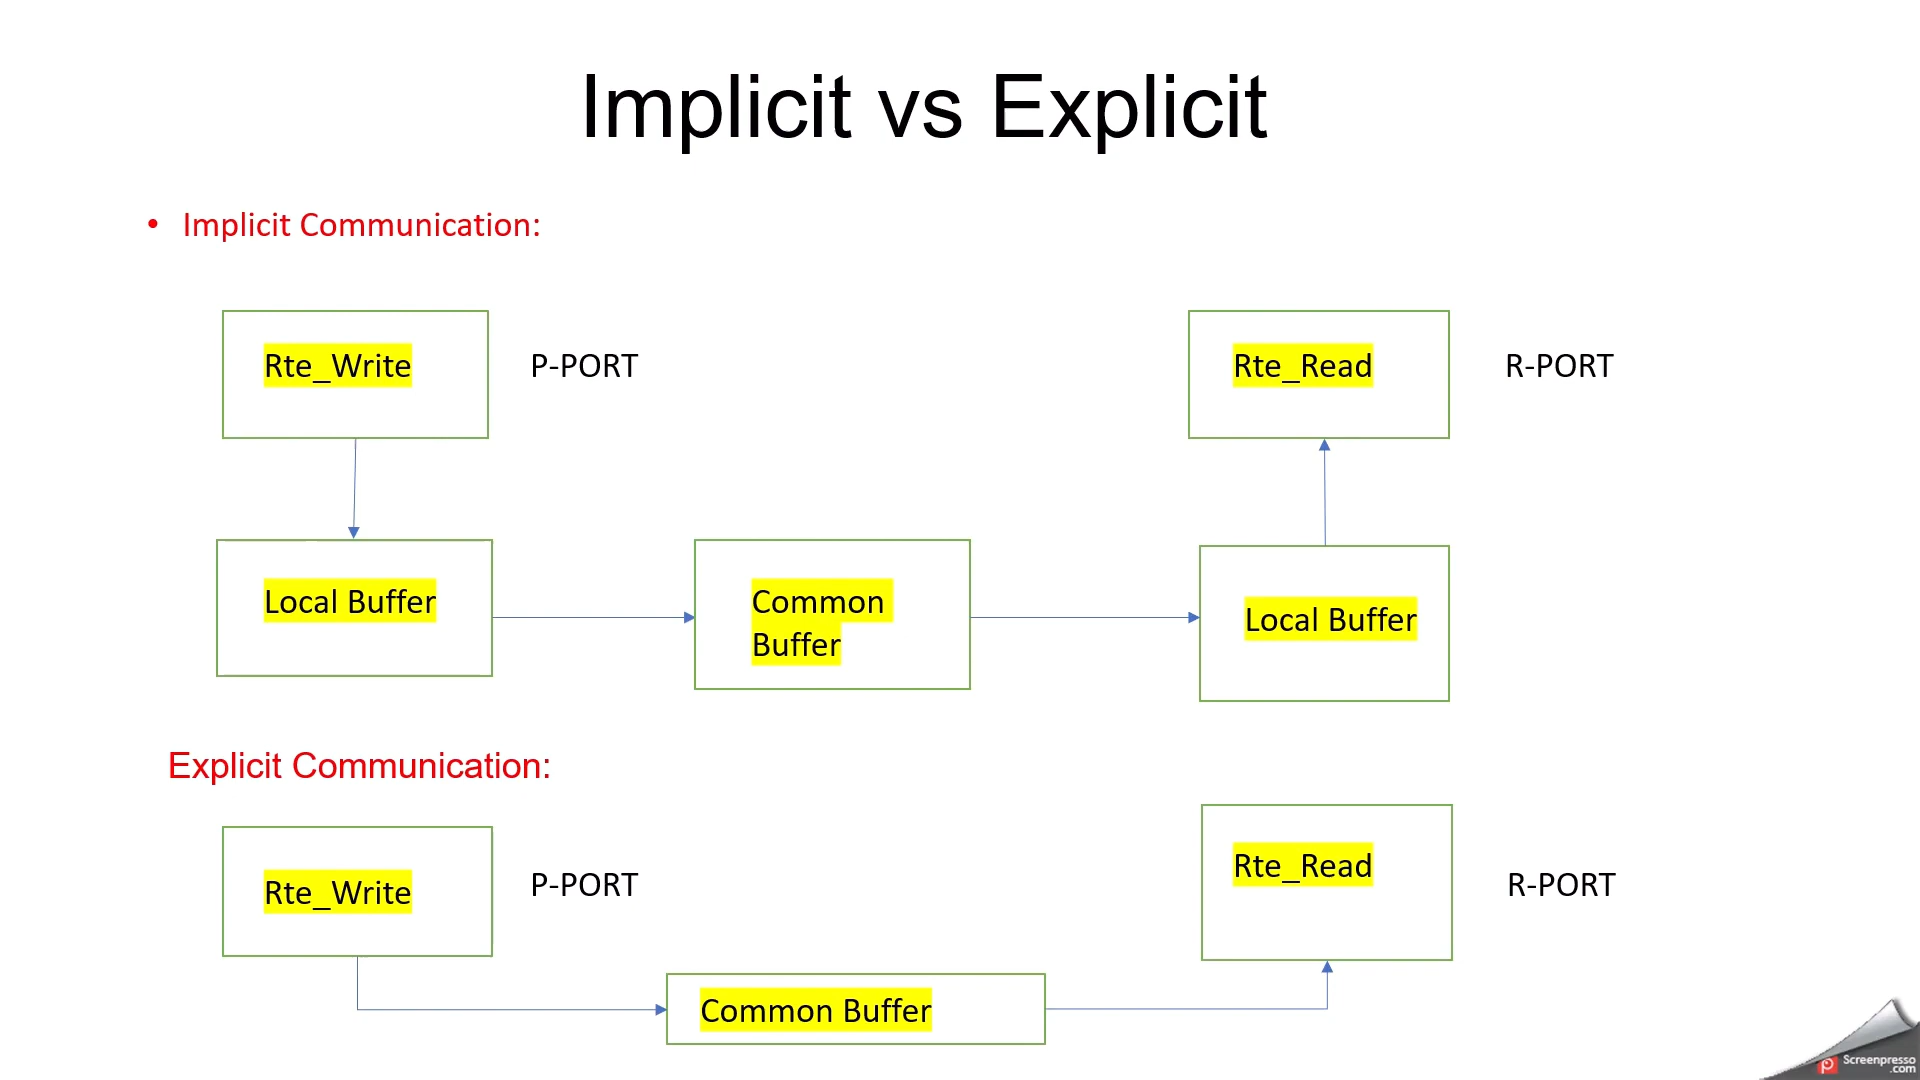 Implicit vs Explicit
• Implicit Communication:
Rte_Write
P-PORT
Rte_Read
R-PORT
Local Buffer
Common
Buffer
Local Buffer
Explicit Communication:
Rte_Write
P-PORT
Rte_Read
R-PORT
Common Buffer
Screenpresso
.com